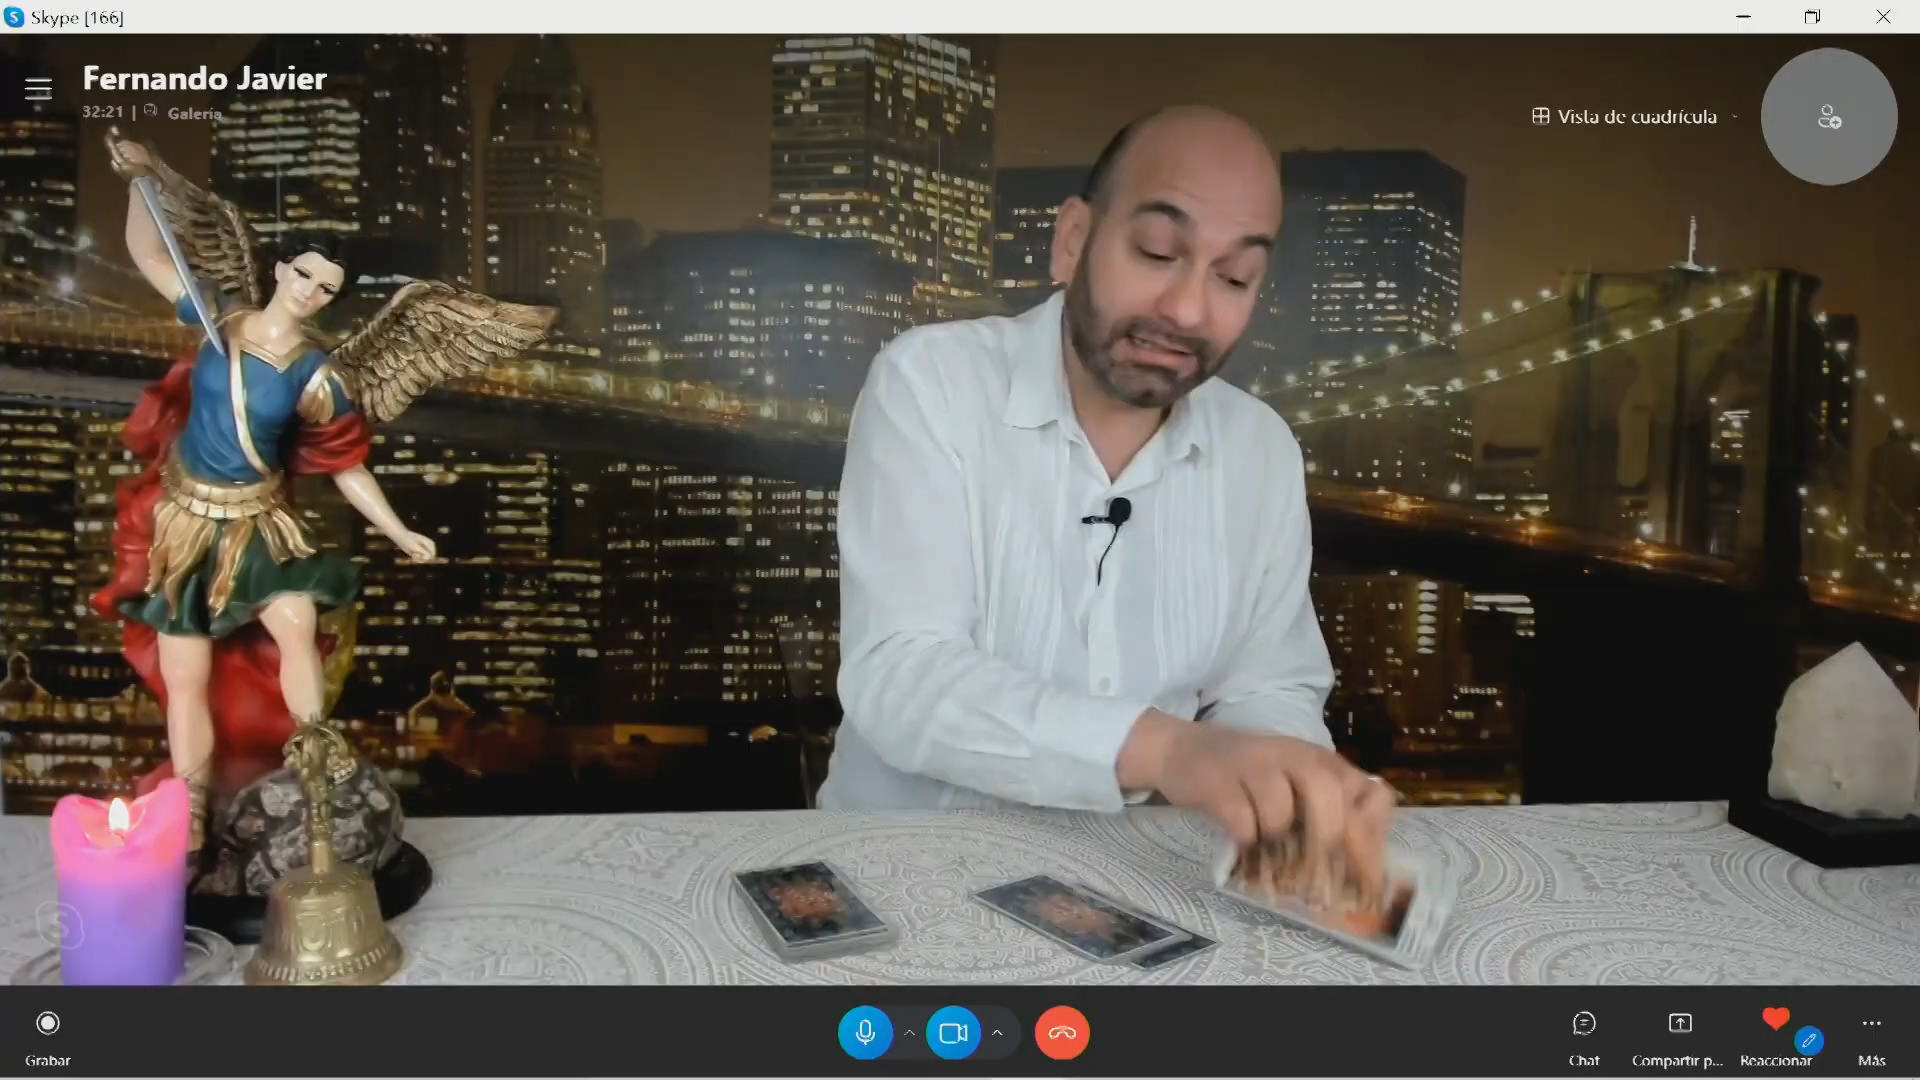 Skype [166]
Fernando Javier
32:21 | Galería
Vista de cuadrícula
Grabar
Chat
Compartir p...
Reaccionar
Más